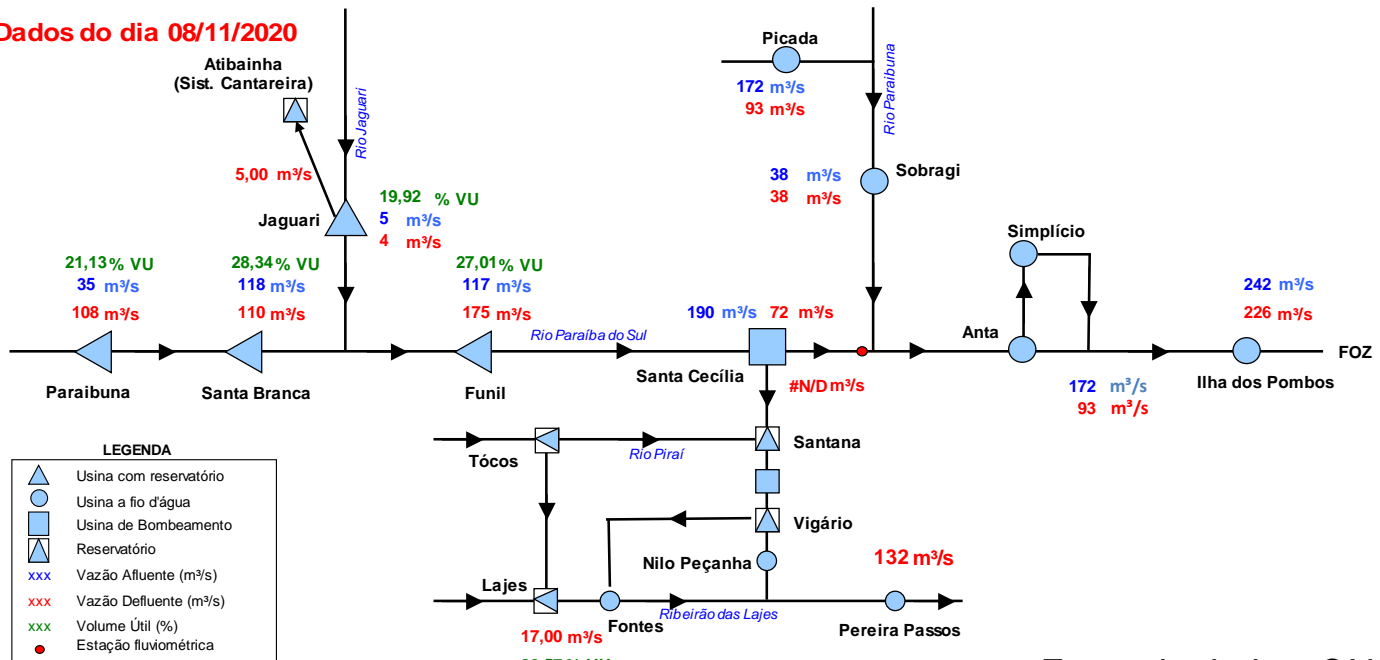 Dados do dia 08/11/2020
Atibainha
(Sist. Cantareira)
5,00 m³/s
Rio Jaguari
Jaguari
19,92 % VU
5 m³/s
4 m³/s
Picada
172 m³/s
93 m³/s
Rio Paraibuna
38 m³/s
38 m³/s
Sobragi
21,13 % VU
35 m³/s
108 m³/s
Paraibuna
28,34 % VU
118 m³/s
110 m³/s
Santa Branca
27,01 % VU
117 m³/s
175 m³/s
Funil
Rio Paraíba do Sul
190 m³/s 72 m³/s
Santa Cecília
#N/D m³/s
Simplício
Anta
172 m³/s
93 m³/s
242 m³/s
226 m³/s
Ilha dos Pombos
FOZ
Tócos
Rio Piraí
Santana
Vigário
Nilo Peçanha
132 m³/s
Lajes
17,00 m³/s
Fontes
Ribeirão das Lajes
Pereira Passos
LEGENDA
Usina com reservatório
Usina a fio d'água
Usina de Bombeamento
Reservatório
xxx Vazão Afluente (m³/s)
xxx Vazão Defluente (m³/s)
xxx Volume Útil (%)
Estação fluviométrica